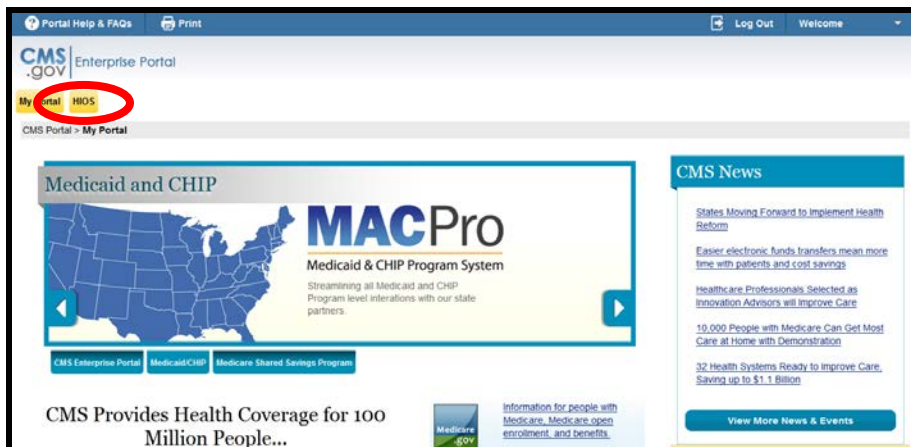 Portal Help & FAQs Print Log Out Welcome
CMS
.gov
Enterprise Portal
My Portal HIOS
CMS Portal > My Portal
Medicaid and CHIP
MACPro
Medicaid & CHIP Program System
Streamlining all Medicaid and CHIP
Program level interations with our state
partners.
CMS Enterprise Portal Medicaid/CHIP Medicare Shared Savings Program
CMS Provides Health Coverage for 100
Million People...
Medicare
.gov
Information for people with
Medicare, Medicare open
enrollment, and benefits.
CMS News
States Moving Forward to Implement Health
Reform
Easier electronic funds transfers mean more
time with patients and cost savings
Healthcare Professionals Selected as
Innovation Advisors will Improve Care
10,000 People with Medicare Can Get Most
Care at Home with Demonstration
32 Health Systems Ready to Improve Care,
Saving up to $1.1 Billion
View More News & Events